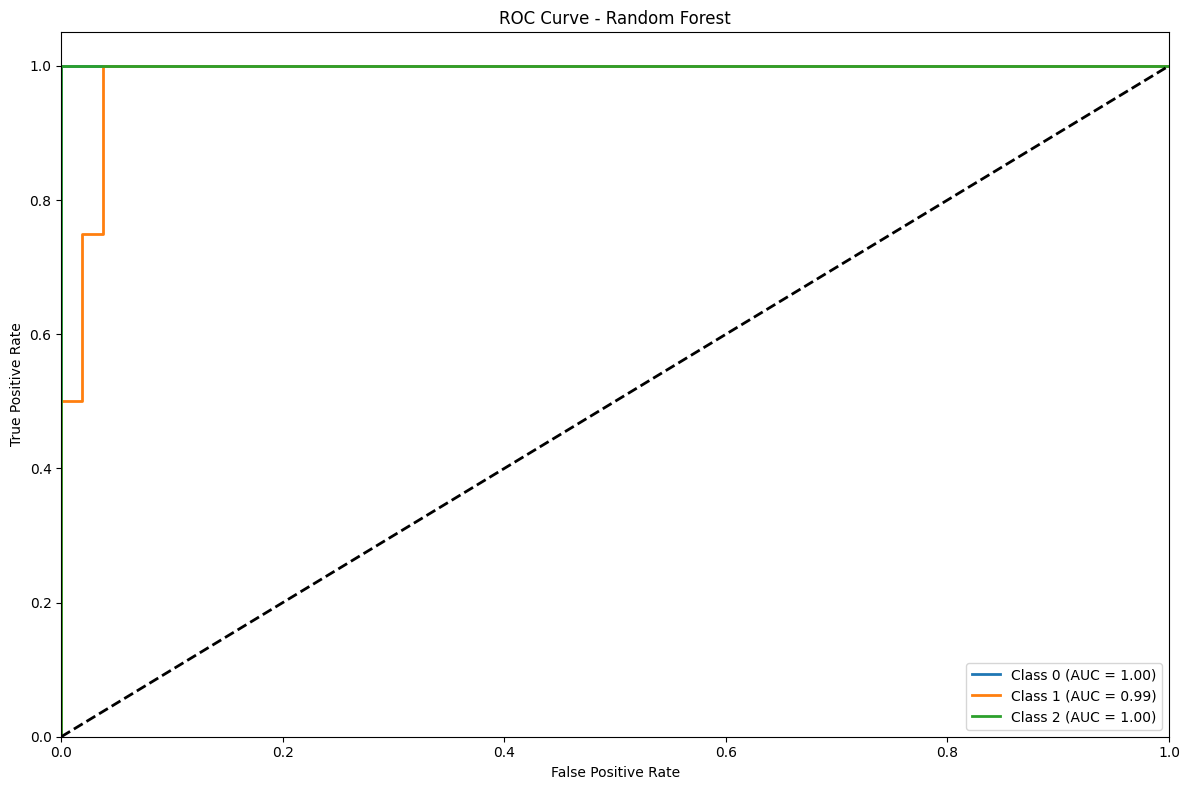 ROC Curve - Random Forest
1.0
0.8
0.6
0.4
0.2
0.0
True Positive Rate
Class 0 (AUC = 1.00)
Class 1 (AUC = 0.99)
Class 2 (AUC = 1.00)
0.0 0.2 0.4 0.6 0.8 1.0
False Positive Rate